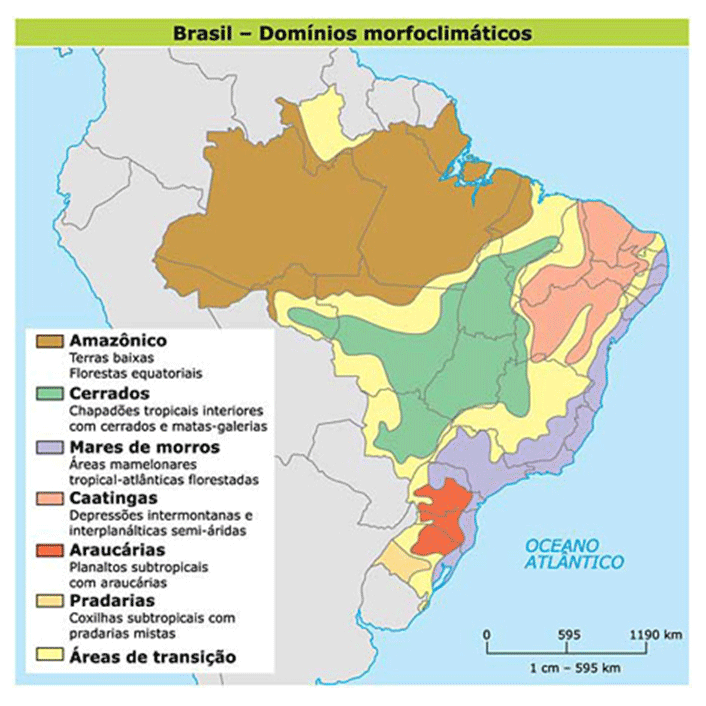 Brasil – Domínios morfoclimáticos
Amazônico
Terras baixas
Florestas equatoriais
Cerrados
Chapadões tropicais interiores
com cerrados e matas-galerias
Mares de morros
Áreas mamelonares
tropical-atlânticas florestadas
Caatingas
Depressões intermontanas e
interplanálticas semi-áridas
Araucárias
Planaltos subtropicais
com araucárias
Pradarias
Coxilhas subtropicais com
pradarias mistas
Áreas de transição
OCEANO
ATLÂNTICO
0 595 1190 km
1 cm – 595 km